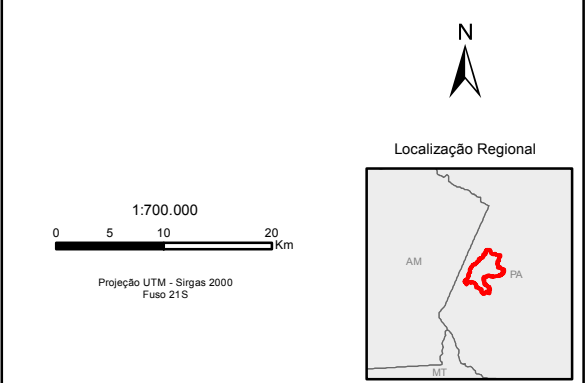 N
Localização Regional
1:700.000
0 5 10 20
Km
Projeção UTM - Sirgas 2000
Fuso 21S
AM
PA
MT